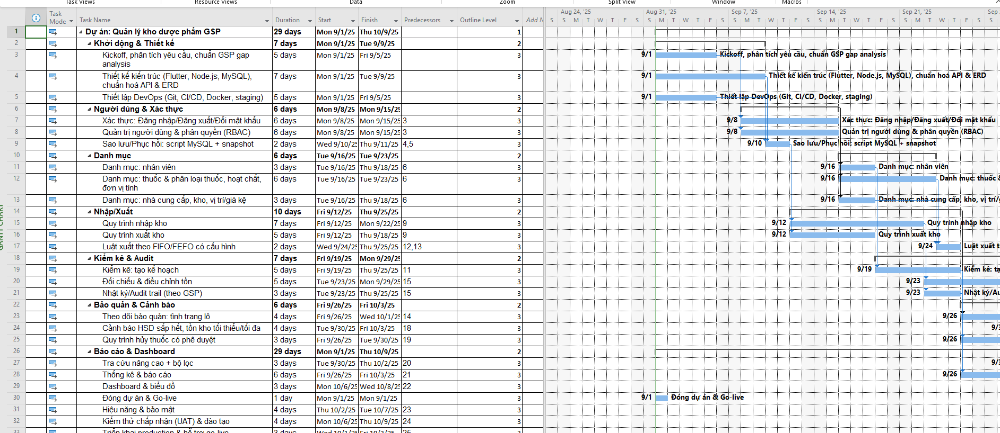 Task Views Resource Views Data Zoom Split View Window Macros
Task Mode Task Name Duration Start Finish Predecessors Outline Level Add N
Aug 24, '25 Aug 31, '25 Sep 7, '25 Sep 14, '25 Sep 21, '25 Sep
S S M T W T F S S M T W T F S S M T W T F S S M T W T F S S M T W T F S S
1 Dự án: Quản lý kho dược phẩm GSP 29 days Mon 9/1/25 Thu 10/9/25 1
2 Khởi động & Thiết kế 7 days Mon 9/1/25 Tue 9/9/25 2
3 Kickoff, phân tích yêu cầu, chuẩn GSP gap analysis 5 days Mon 9/1/25 Fri 9/5/25 3
9/1 Kickoff, phân tích yêu cầu, chuẩn GSP gap analysis
4 Thiết kế kiến trúc (Flutter, Node.js, MySQL), chuẩn hoá API & ERD 7 days Mon 9/1/25 Tue 9/9/25 3
9/1 Thiết kế kiến trúc (Flutter, Node.js, MySQL), chuẩn hoá API & ERD
5 Thiết lập DevOps (Git, CI/CD, Docker, staging) 5 days Mon 9/1/25 Fri 9/5/25 3
9/1 Thiết lập DevOps (Git, CI/CD, Docker, staging)
6 Người dùng & Xác thực 6 days Mon 9/8/25 Mon 9/15/25 2
7 Xác thực: Đăng nhập/Đăng xuất/Đổi mật khẩu 6 days Mon 9/8/25 Mon 9/15/25 3 3
9/8 Xác thực: Đăng nhập/Đăng xuất/Đổi mật khẩu
8 Quản trị người dùng & phân quyền (RBAC) 6 days Mon 9/8/25 Mon 9/15/25 3 3
9/8 Quản trị người dùng & phân quyền (RBAC)
9 Sao lưu/Phục hồi: script MySQL + snapshot 2 days Wed 9/10/25 Thu 9/11/25 4,5 3
9/10 Sao lưu/Phục hồi: script MySQL + snapshot
10 Danh mục 6 days Tue 9/16/25 Tue 9/23/25 2
11 Danh mục: nhân viên 3 days Tue 9/16/25 Thu 9/18/25 6 3
9/16 Danh mục: nhân viên
12 Danh mục: thuốc & phân loại thuốc, hoạt chất, đơn vị tính 6 days Tue 9/16/25 Tue 9/23/25 6 3
9/16 Danh mục: thuốc &
13 Danh mục: nhà cung cấp, kho, vị trí/giá kệ 3 days Tue 9/16/25 Thu 9/18/25 6 3
9/16 Danh mục: nhà cung cấp, kho, vị trí/g
14 Nhập/Xuất 10 days Fri 9/12/25 Thu 9/25/25 2
15 Quy trình nhập kho 7 days Fri 9/12/25 Mon 9/22/25 9 3
9/12 Quy trình nhập kho
16 Quy trình xuất kho 5 days Fri 9/12/25 Thu 9/18/25 9 3
9/12 Quy trình xuất kho
17 Luật xuất theo FIFO/FEFO có cấu hình 2 days Wed 9/24/25 Thu 9/25/25 12,13 3
9/24 Luật xuất t
18 Kiểm kê & Audit 7 days Fri 9/19/25 Mon 9/29/25 2
19 Kiểm kê: tạo kế hoạch 5 days Fri 9/19/25 Thu 9/25/25 11 3
9/19 Kiểm kê: tạ
20 Đối chiếu & điều chỉnh tồn 5 days Tue 9/23/25 Mon 9/29/25 15 3
9/23
21 Nhật ký/Audit trail (theo GSP) 3 days Tue 9/23/25 Thu 9/25/25 15 3
9/23 Nhật ký/Au
22 Bảo quản & Cảnh báo 6 days Fri 9/26/25 Fri 10/3/25 2
23 Theo dõi bảo quản: tình trạng lô 4 days Fri 9/26/25 Wed 10/1/25 14 3
9/26
24 Cảnh báo HSD sắp hết, tồn kho tối thiểu/tối đa 4 days Tue 9/30/25 Fri 10/3/25 18 3
9/3
25 Quy trình hủy thuốc có phê duyệt 3 days Fri 9/26/25 Tue 9/30/25 19 3
9/26
26 Báo cáo & Dashboard 29 days Mon 9/1/25 Thu 10/9/25 2
27 Tra cứu nâng cao + bộ lọc 3 days Tue 9/30/25 Thu 10/2/25 20 3
9/3
28 Thống kê & báo cáo 6 days Fri 9/26/25 Fri 10/3/25 21 3
9/26
29 Dashboard & biểu đồ 3 days Mon 10/6/25 Wed 10/8/25 22 3
30 Đóng dự án & Go-live 1 day Mon 9/1/25 Mon 9/1/25 3
9/1 Đóng dự án & Go-live
31 Hiệu năng & bảo mật 4 days Thu 10/2/25 Tue 10/7/25 23 3
32 Kiểm thử chấp nhận (UAT) & đào tạo 4 days Mon 10/6/25 Thu 10/9/25 24 3
33 Triển khai production & hỗ trợ go-live 3 days Wed 10/1/25 Fri 10/3/25 25 3
GANTT CHART